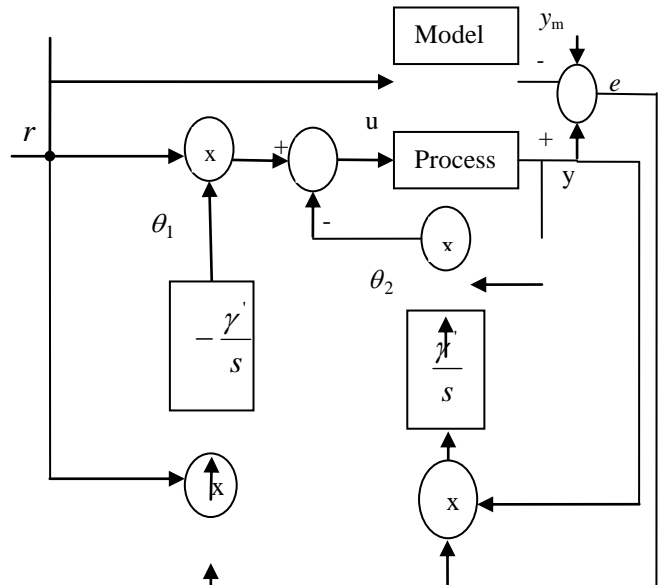 Model
y_m
-
e
r
x
+
u
Process
+
y
θ_1
-
x
θ_2
- γ' / s
γ' / s
x
x